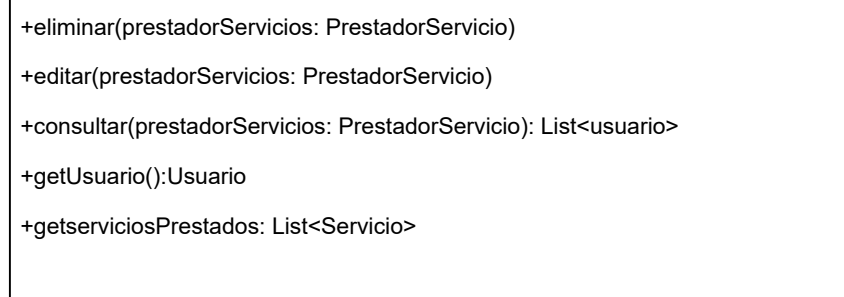 +eliminar(prestadorServicios: PrestadorServicio)
+editar(prestadorServicios: PrestadorServicio)
+consultar(prestadorServicios: PrestadorServicio): List<usuario>
+getUsuario():Usuario
+getserviciosPrestados: List<Servicio>